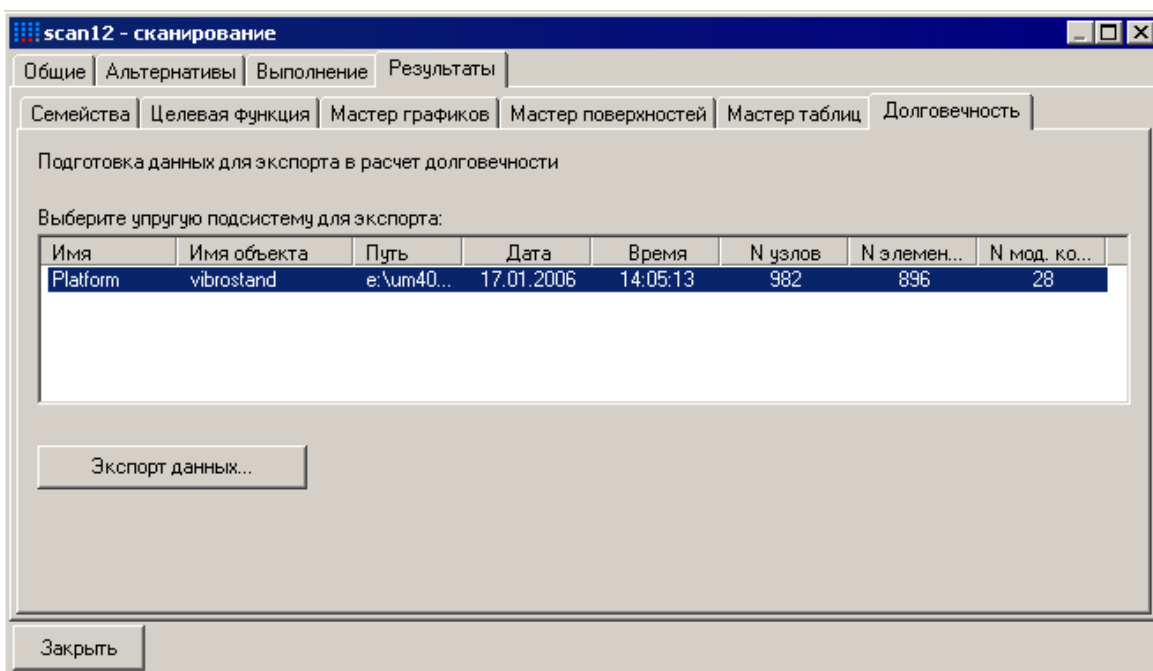 scan12 - сканирование
Общие Альтернативы Выполнение Результаты
Семейства Целевая функция Мастер графиков Мастер поверхностей Мастер таблиц Долговечность
Подготовка данных для экспорта в расчет долговечности
Выберите упругую подсистему для экспорта:
Имя Имя объекта Путь Дата Время N узлов N элемен... N мод. ко...
Platform vibrostand e:\um40... 17.01.2006 14:05:13 982 896 28
Экспорт данных...
Закрыть